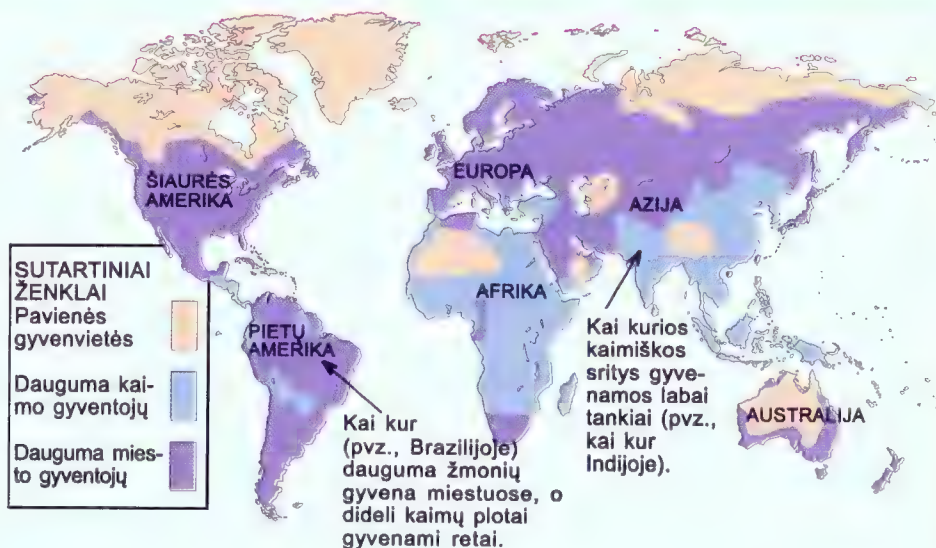 ŠIAURĖS
AMERIKA
EUROPA
AZIJA
AFRIKA
PIETŲ
AMERIKA
AUSTRALIJA
SUTARTINIAI
ŽENKLAI
Pavienės
gyvenvietės
Dauguma kai-
mo gyventojų
Dauguma mies-
to gyventojų
Kai kur
(pvz., Brazilijoje)
dauguma žmonių
gyvena miestuose, o
dideli kaimų plotai
gyvenami retai.
Kai kurios
kaimiškos
sritys gyve-
namos labai
tankiai (pvz.,
kai kur
Indijoje).